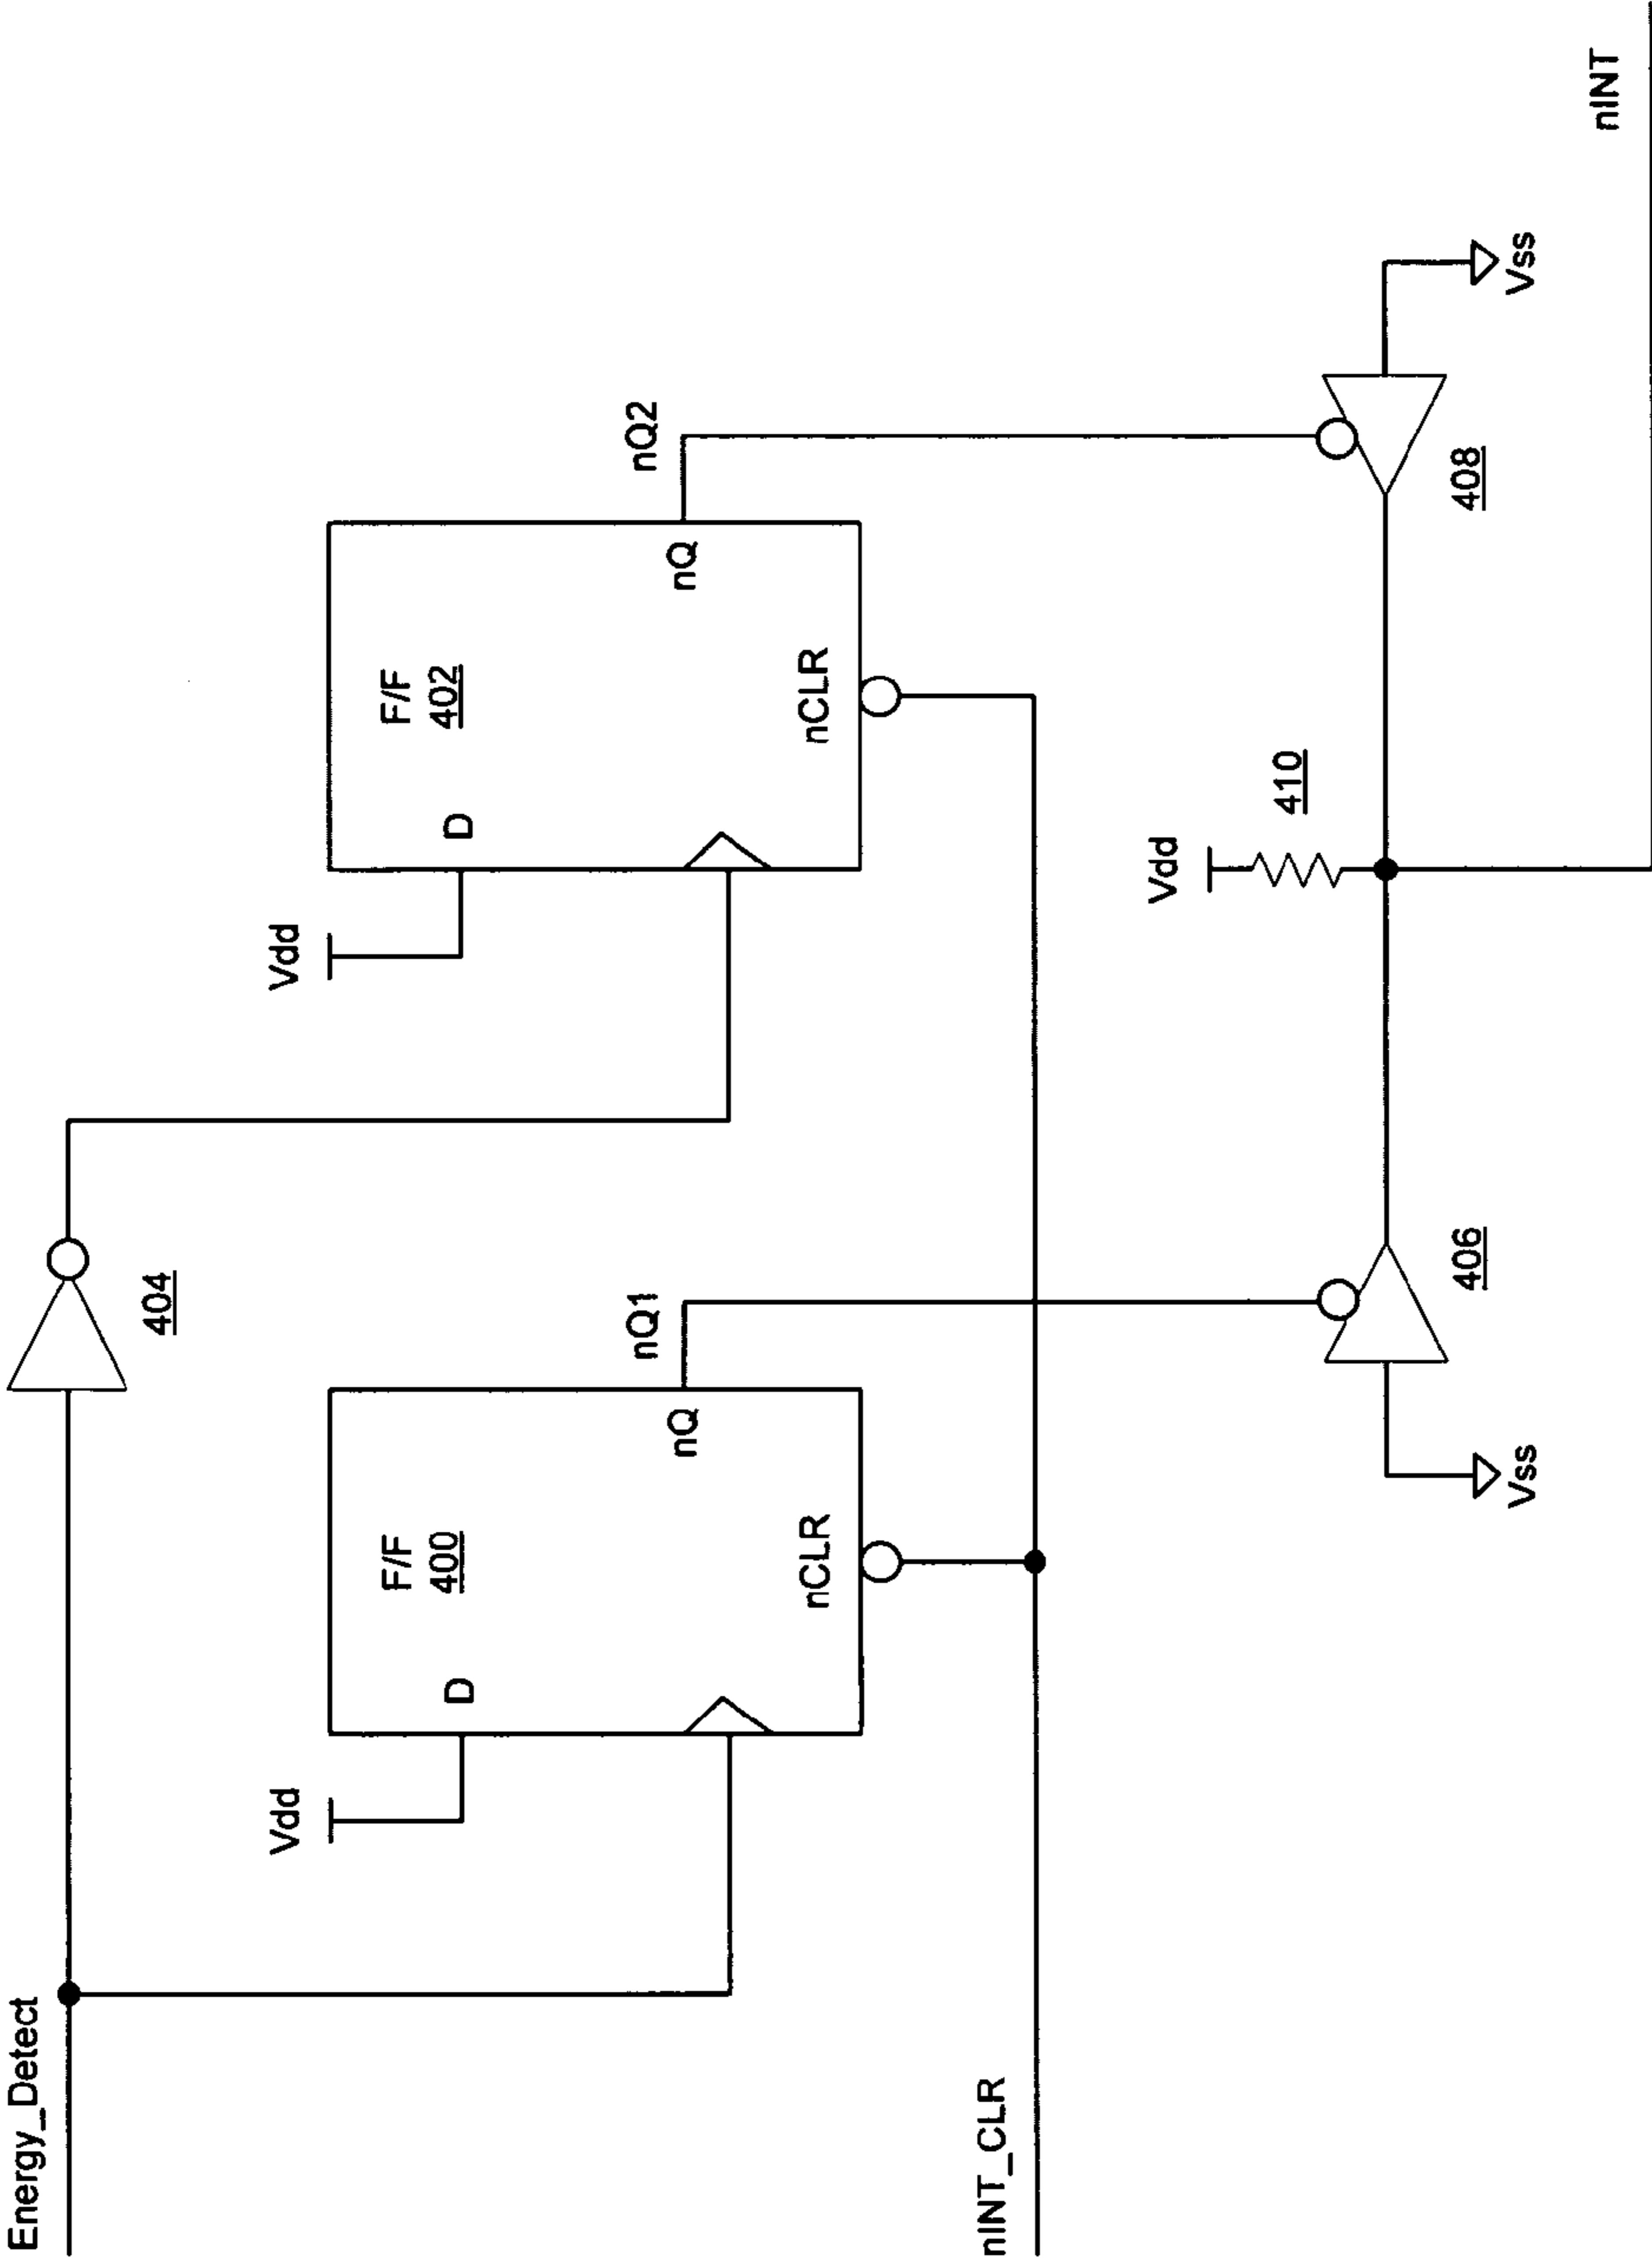 Energy_Detect
404
Vdd
Vdd
D
F/F
400
nQ
nQ1
nCLR
D
F/F
402
nQ
nQ2
nCLR
nINT_CLR
Vdd
410
Vss
406
408
Vss
nINT